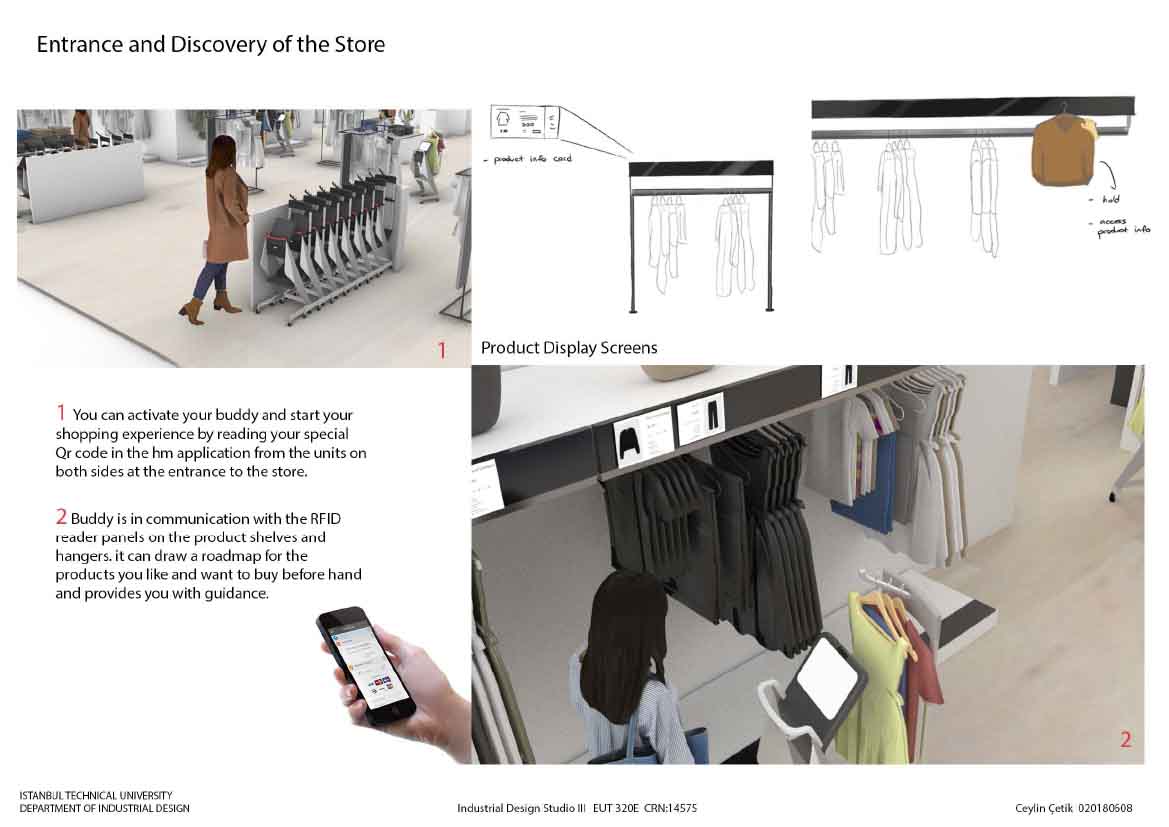 Entrance and Discovery of the Store
- product info card
- hold
- access
product info
1
Product Display Screens
1 You can activate your buddy and start your
shopping experience by reading your special
Qr code in the hm application from the units on
both sides at the entrance to the store.
2 Buddy is in communication with the RFID
reader panels on the product shelves and
hangers. it can draw a roadmap for the
products you like and want to buy before hand
and provides you with guidance.
2
ISTANBUL TECHNICAL UNIVERSITY
DEPARTMENT OF INDUSTRIAL DESIGN
Industrial Design Studio III EUT 320E CRN:14575
Ceylin Çetik 020180608